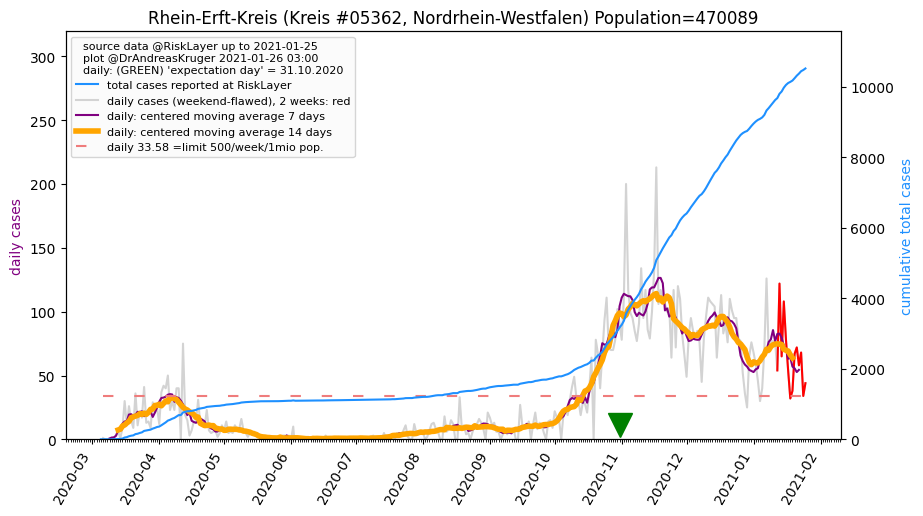 Rhein-Erft-Kreis (Kreis #05362, Nordrhein-Westfalen) Population=470089
source data @RiskLayer up to 2021-01-25
plot @DrAndreasKruger 2021-01-26 03:00
daily: (GREEN) 'expectation day' = 31.10.2020
total cases reported at RiskLayer
daily cases (weekend-flawed), 2 weeks: red
daily: centered moving average 7 days
daily: centered moving average 14 days
daily 33.58 =limit 500/week/1mio pop.
daily cases
300
250
200
150
100
50
0
cumulative total cases
10000
8000
6000
4000
2000
0
2020-03
2020-04
2020-05
2020-06
2020-07
2020-08
2020-09
2020-10
2020-11
2020-12
2021-01
2021-02